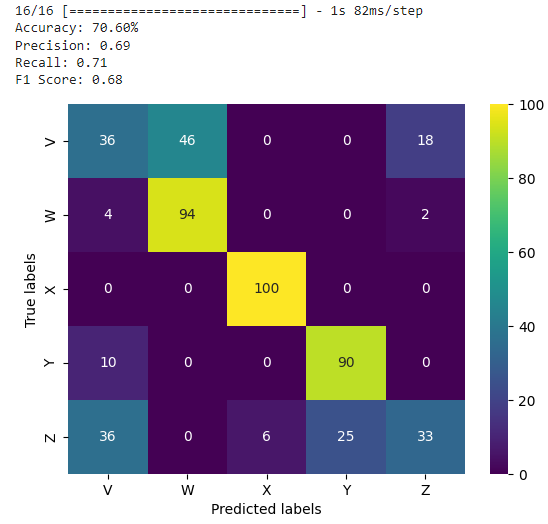 16/16 [==============================] - 1s 82ms/step
Accuracy: 70.60%
Precision: 0.69
Recall: 0.71
F1 Score: 0.68
V 36 46 0 0 18
W 4 94 0 0 2
X 0 0 100 0 0
Y 10 0 0 90 0
Z 36 0 6 25 33
V W X Y Z
Predicted labels
True labels
100
80
60
40
20
0